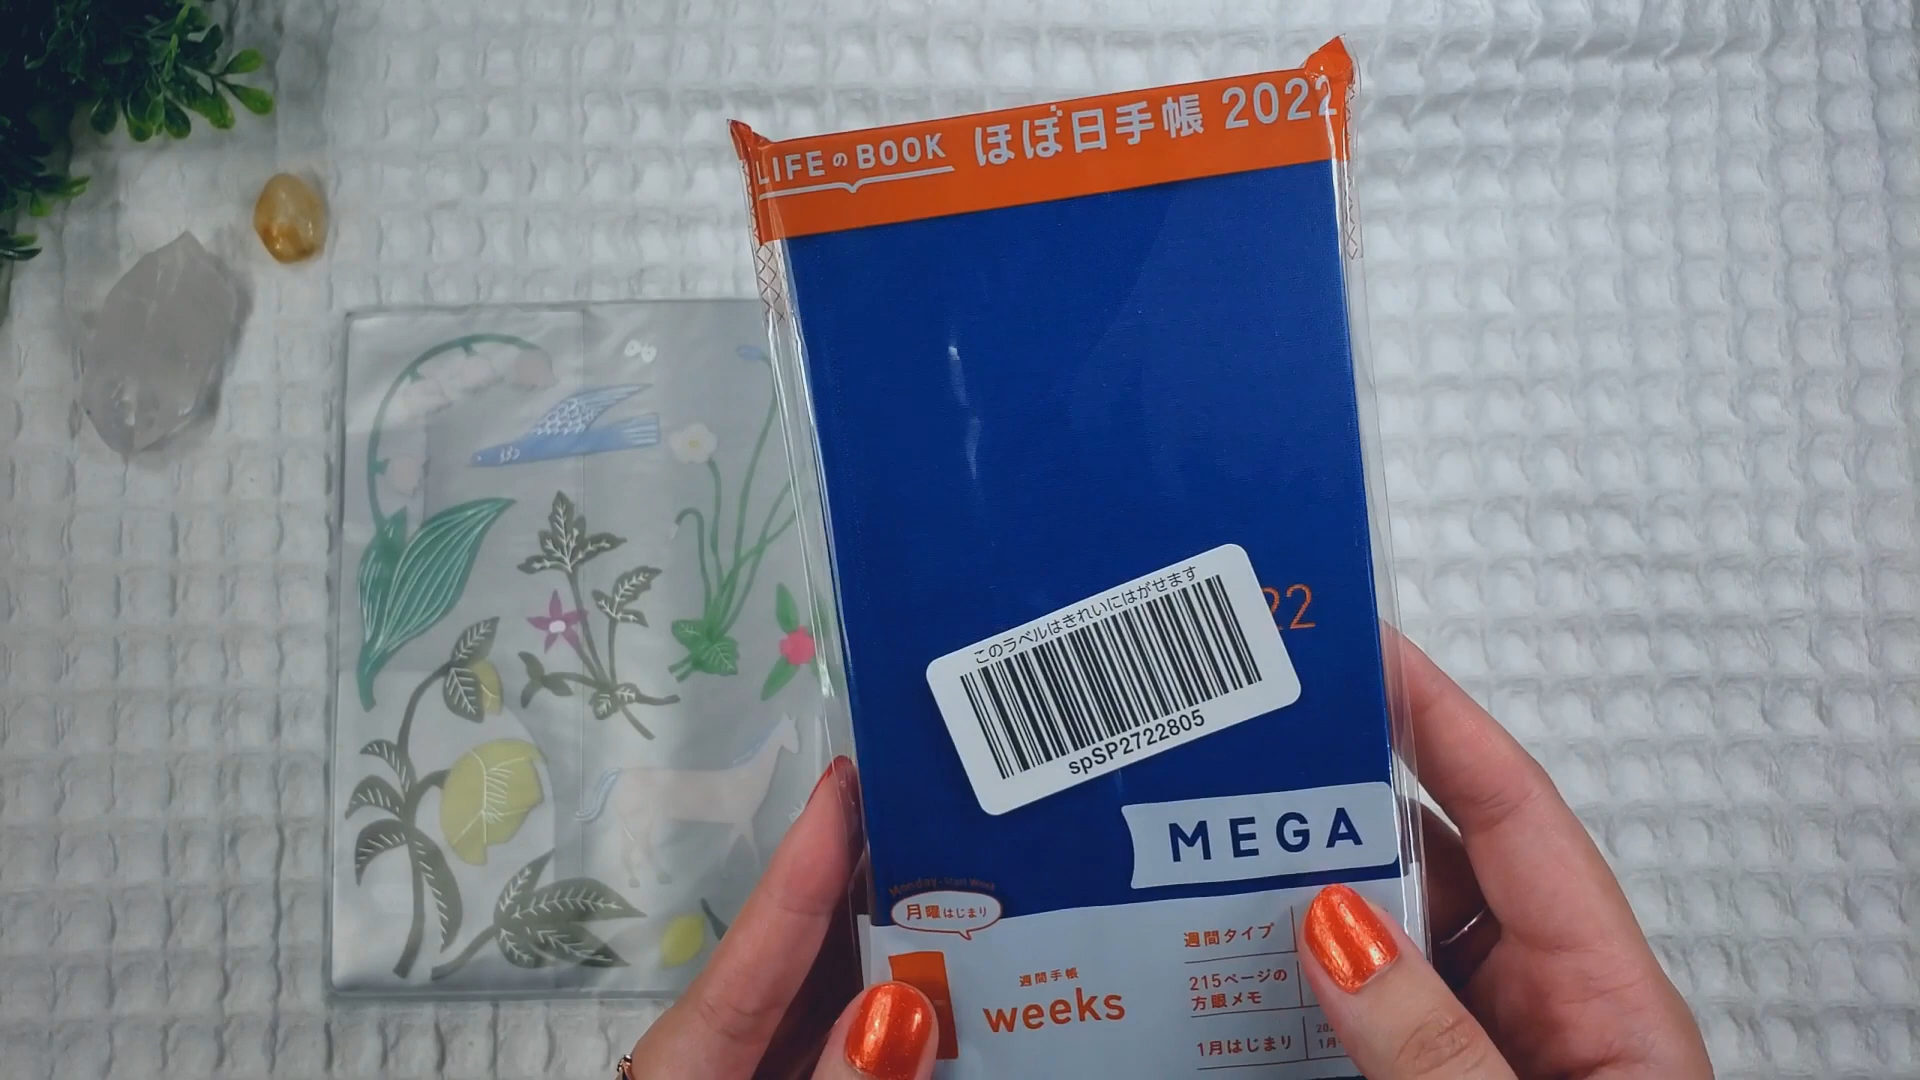 LIFEのBOOK ほぼ日手帳 2022
22
このラベルはきれいにはがせます
spSP2722805
MEGA
Monday-Start Week
月曜はじまり
週間手帳
weeks
週間タイプ
215ページの
方眼メモ
1月はじまり
1月